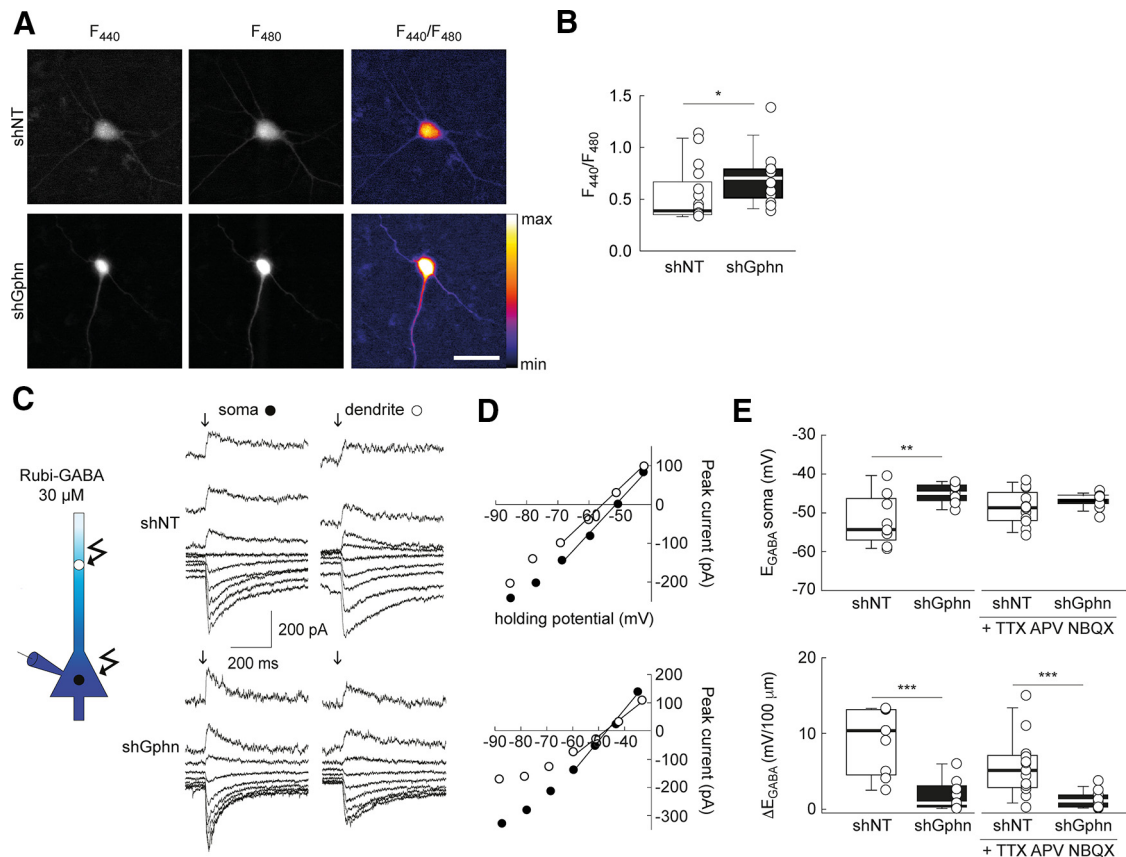 A
F440
F480
F440/F480
shNT
shGphn
max
min
B
F440/F480
1.5
1.0
0.5
0.0
*
shNT
shGphn
C
soma
dendrite
Rubi-GABA
30 µM
shNT
200 pA
200 ms
shGphn
D
100
0
-100
-200
-90 -80 -70 -60 -50
Peak current (pA)
holding potential (mV)
200
100
0
-100
-200
-300
-90 -80 -70 -60 -50 -40
Peak current (pA)
E
EGABA soma (mV)
-30
-40
-50
-60
-70
**
shNT shGphn shNT shGphn
+ TTX APV NBQX
ΔEGABA (mV/100 µm)
20
10
0
*** ***
shNT shGphn shNT shGphn
+ TTX APV NBQX